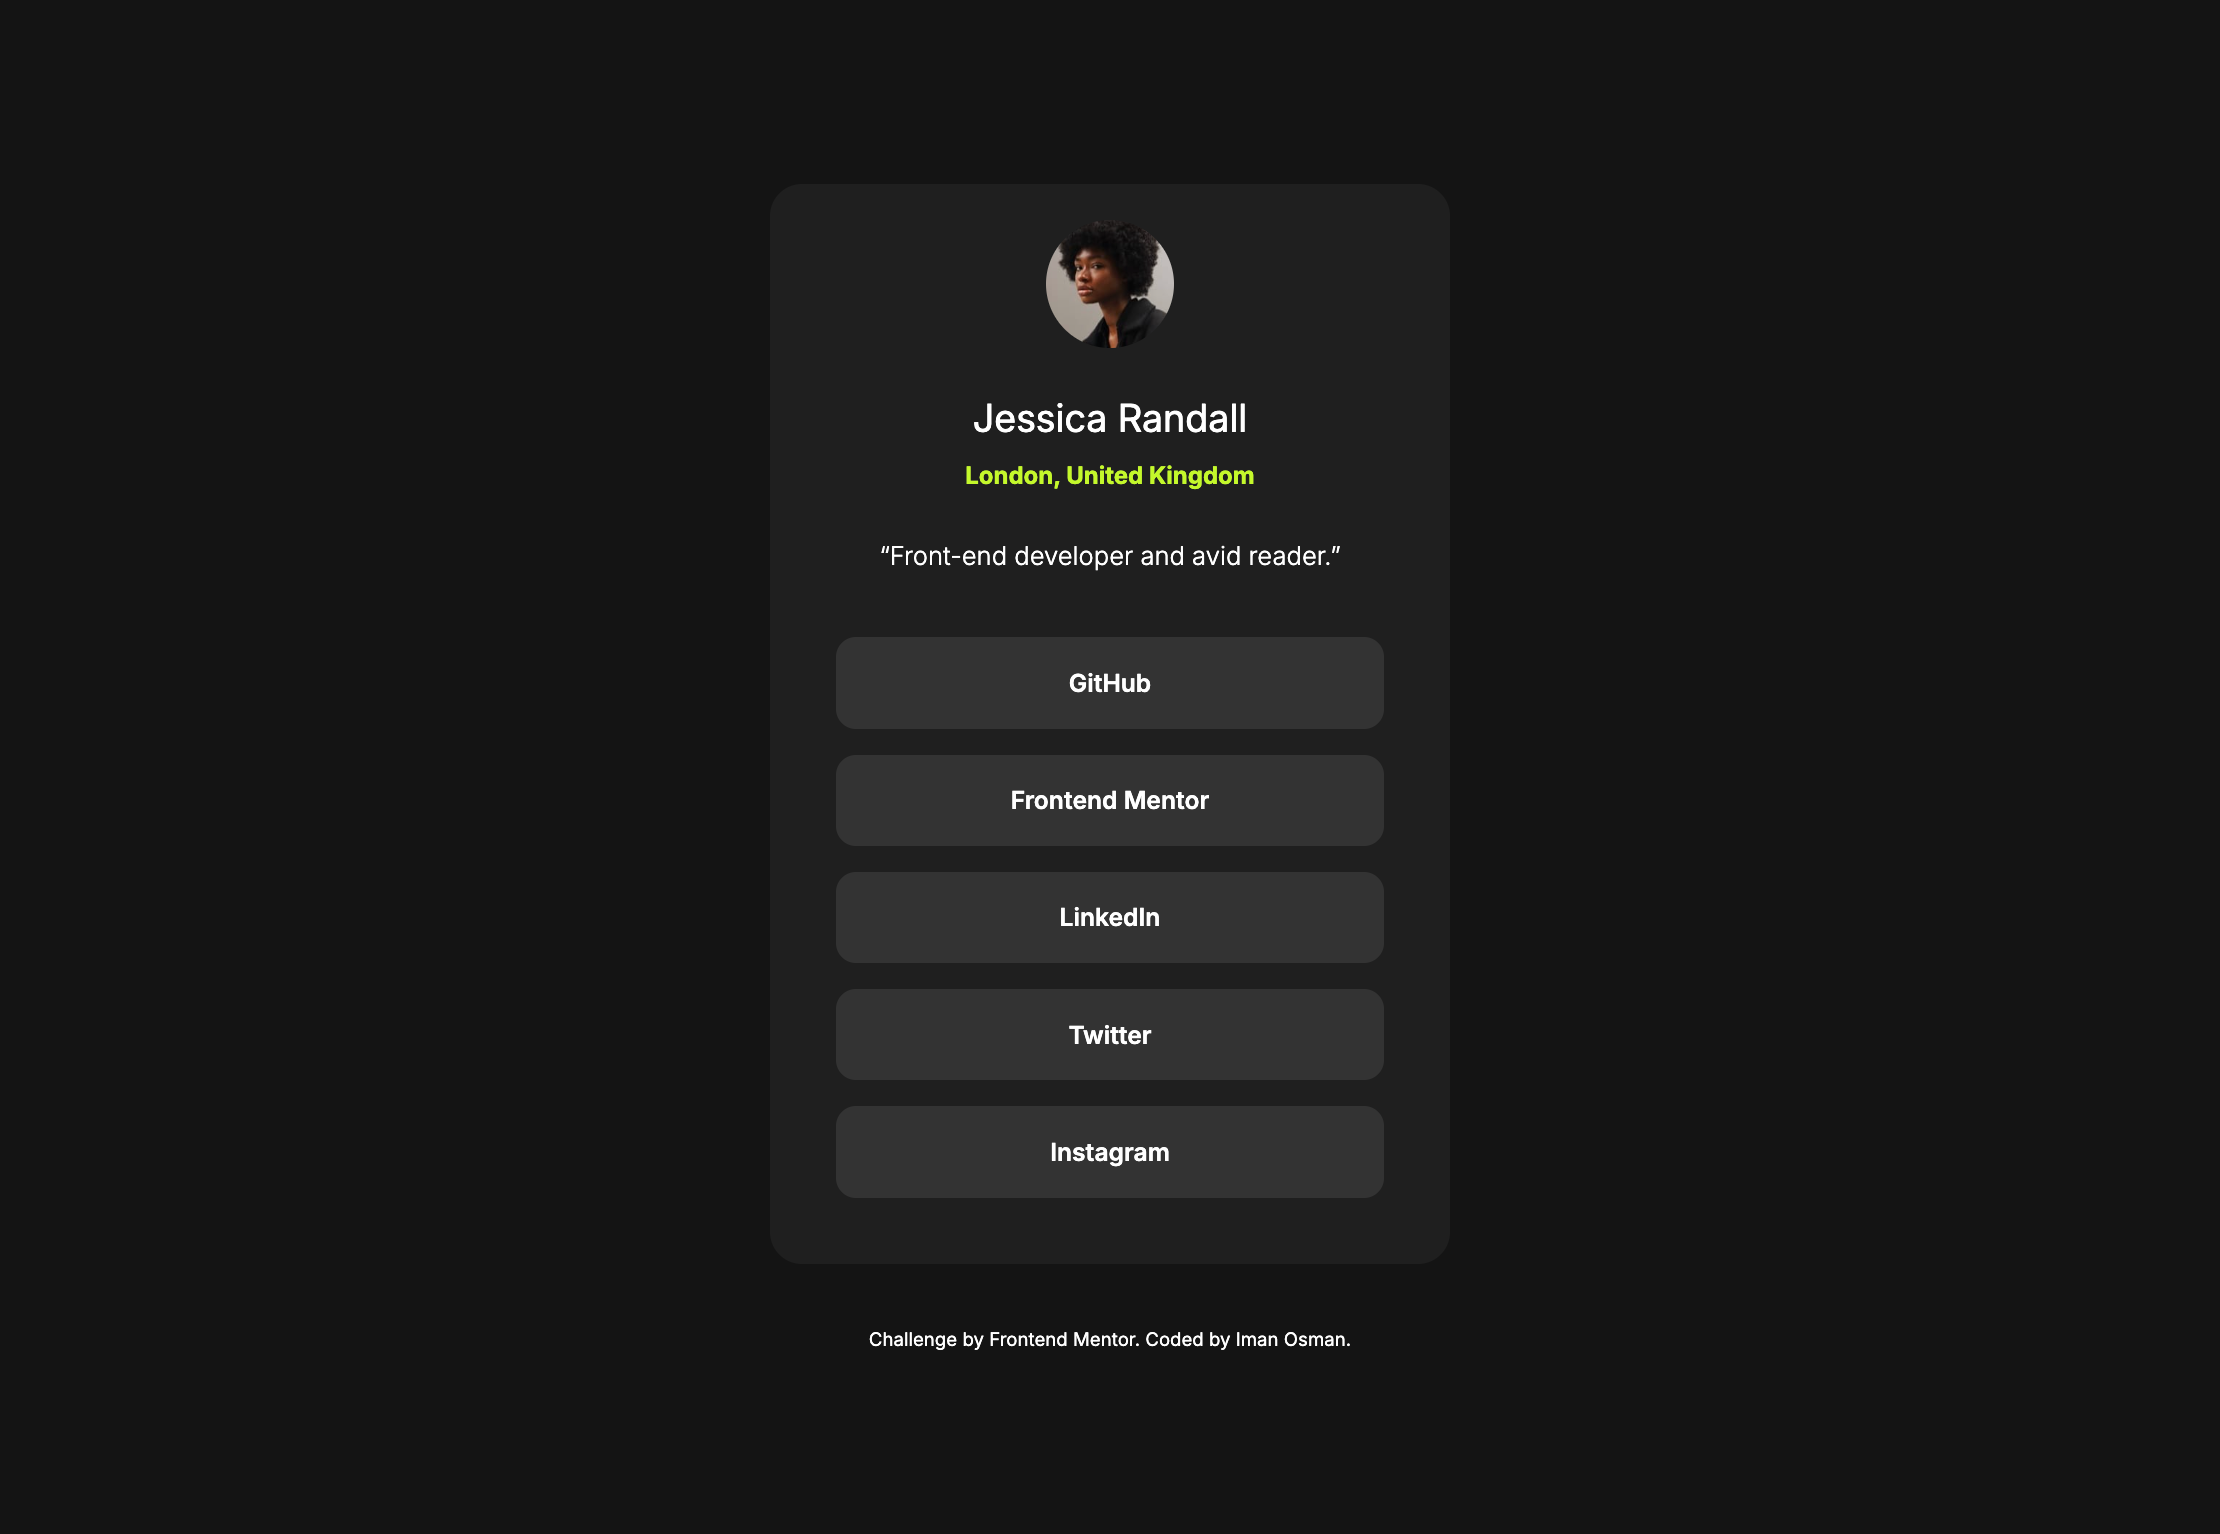 Jessica Randall
London, United Kingdom
“Front-end developer and avid reader.”
GitHub
Frontend Mentor
LinkedIn
Twitter
Instagram
Challenge by Frontend Mentor. Coded by Iman Osman.